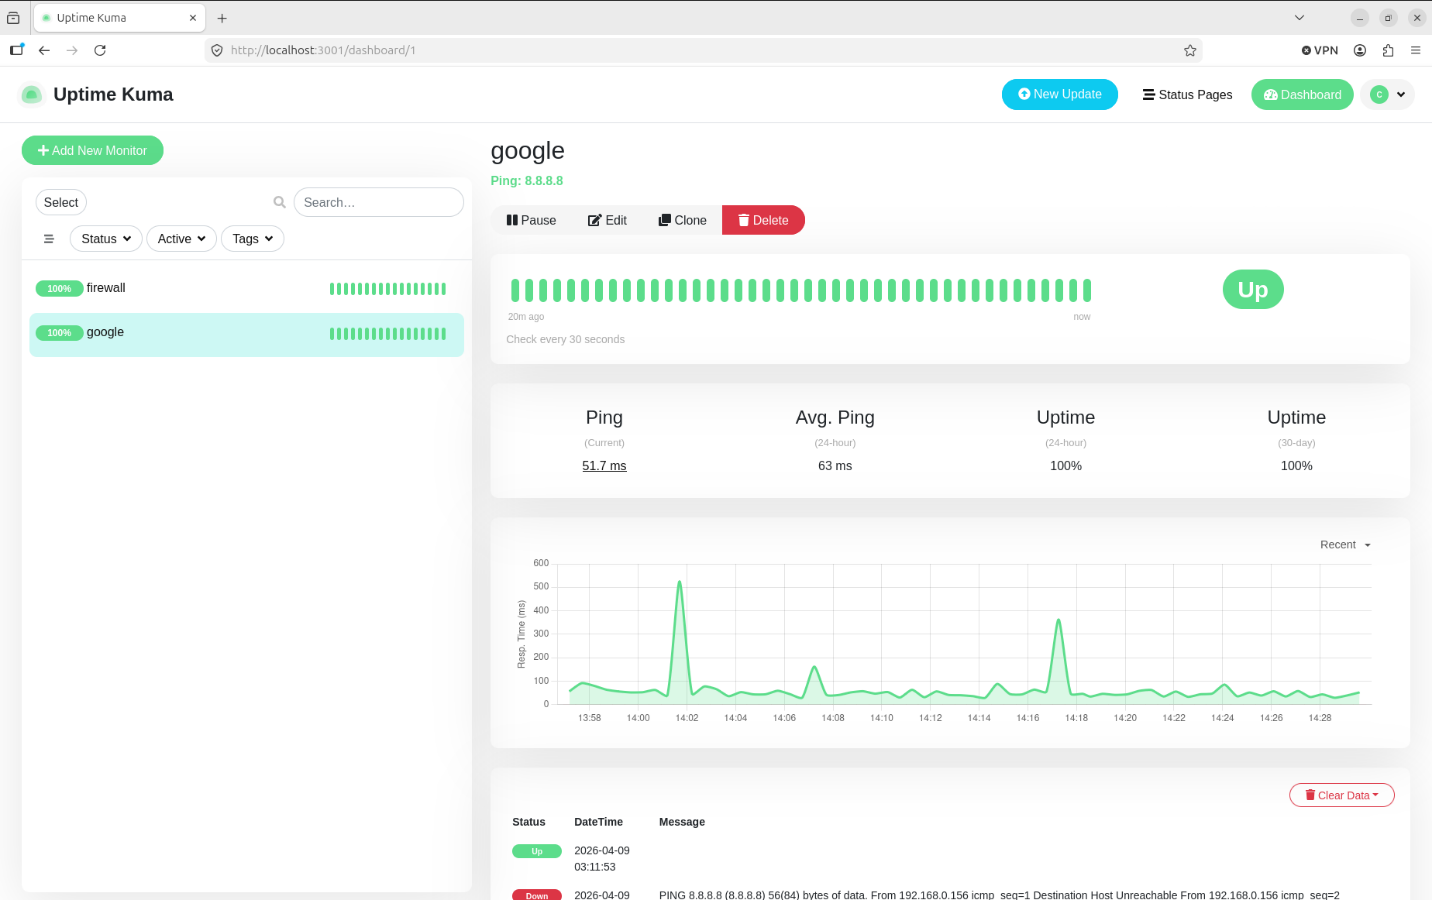 Uptime Kuma
http://localhost:3001/dashboard/1
VPN
Uptime Kuma
New Update
Status Pages
Dashboard
C
Add New Monitor
Select
Search…
Status
Active
Tags
100% firewall
100% google
google
Ping: 8.8.8.8
Pause
Edit
Clone
Delete
Up
20m ago
now
Check every 30 seconds
Ping
(Current)
51.7 ms
Avg. Ping
(24-hour)
63 ms
Uptime
(24-hour)
100%
Uptime
(30-day)
100%
Recent
Resp. Time (ms)
600
500
400
300
200
100
0
13:58 14:00 14:02 14:04 14:06 14:08 14:10 14:12 14:14 14:16 14:18 14:20 14:22 14:24 14:26 14:28
Clear Data
Status DateTime Message
Up 2026-04-09
03:11:53
Down 2026-04-09 PING 8.8.8.8 (8.8.8.8) 56(84) bytes of data. From 192.168.0.156 icmp_seq=1 Destination Host Unreachable From 192.168.0.156 icmp_seq=2